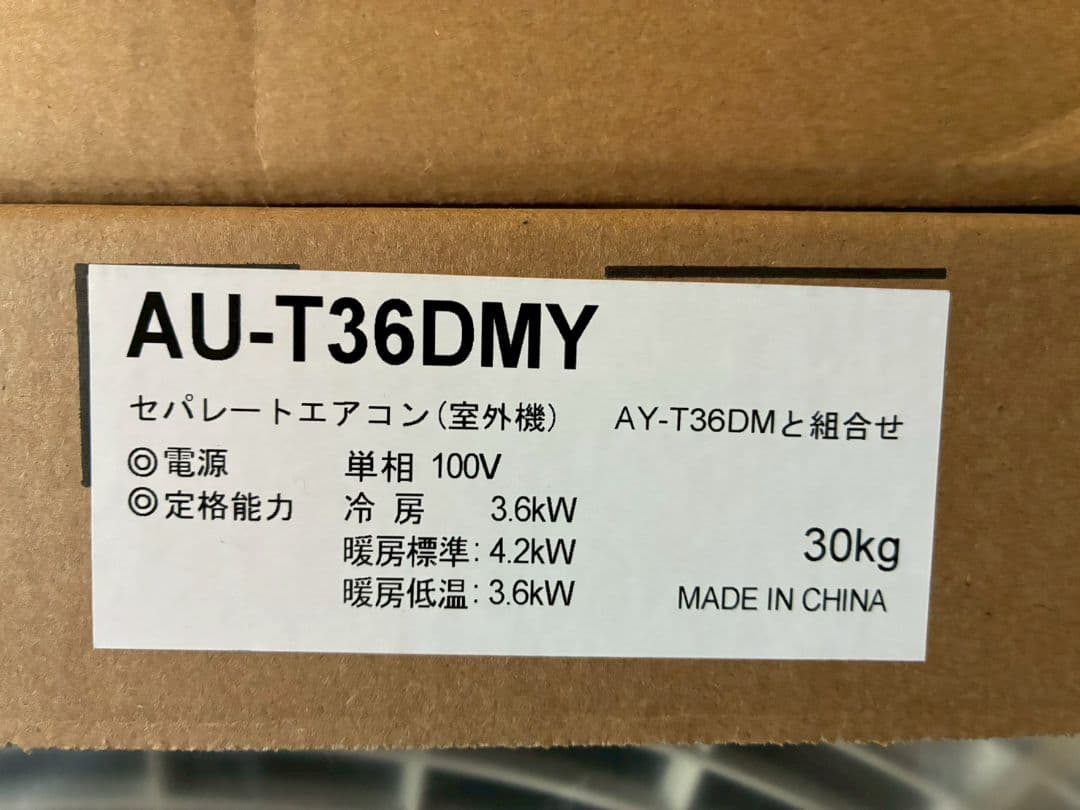 AU-T36DMY
セパレートエアコン(室外機) AY-T36DMと組合せ
◎電源 単相 100V
◎定格能力 冷 房 3.6kW
暖房標準: 4.2kW
30kg
暖房低温: 3.6kW
MADE IN CHINA